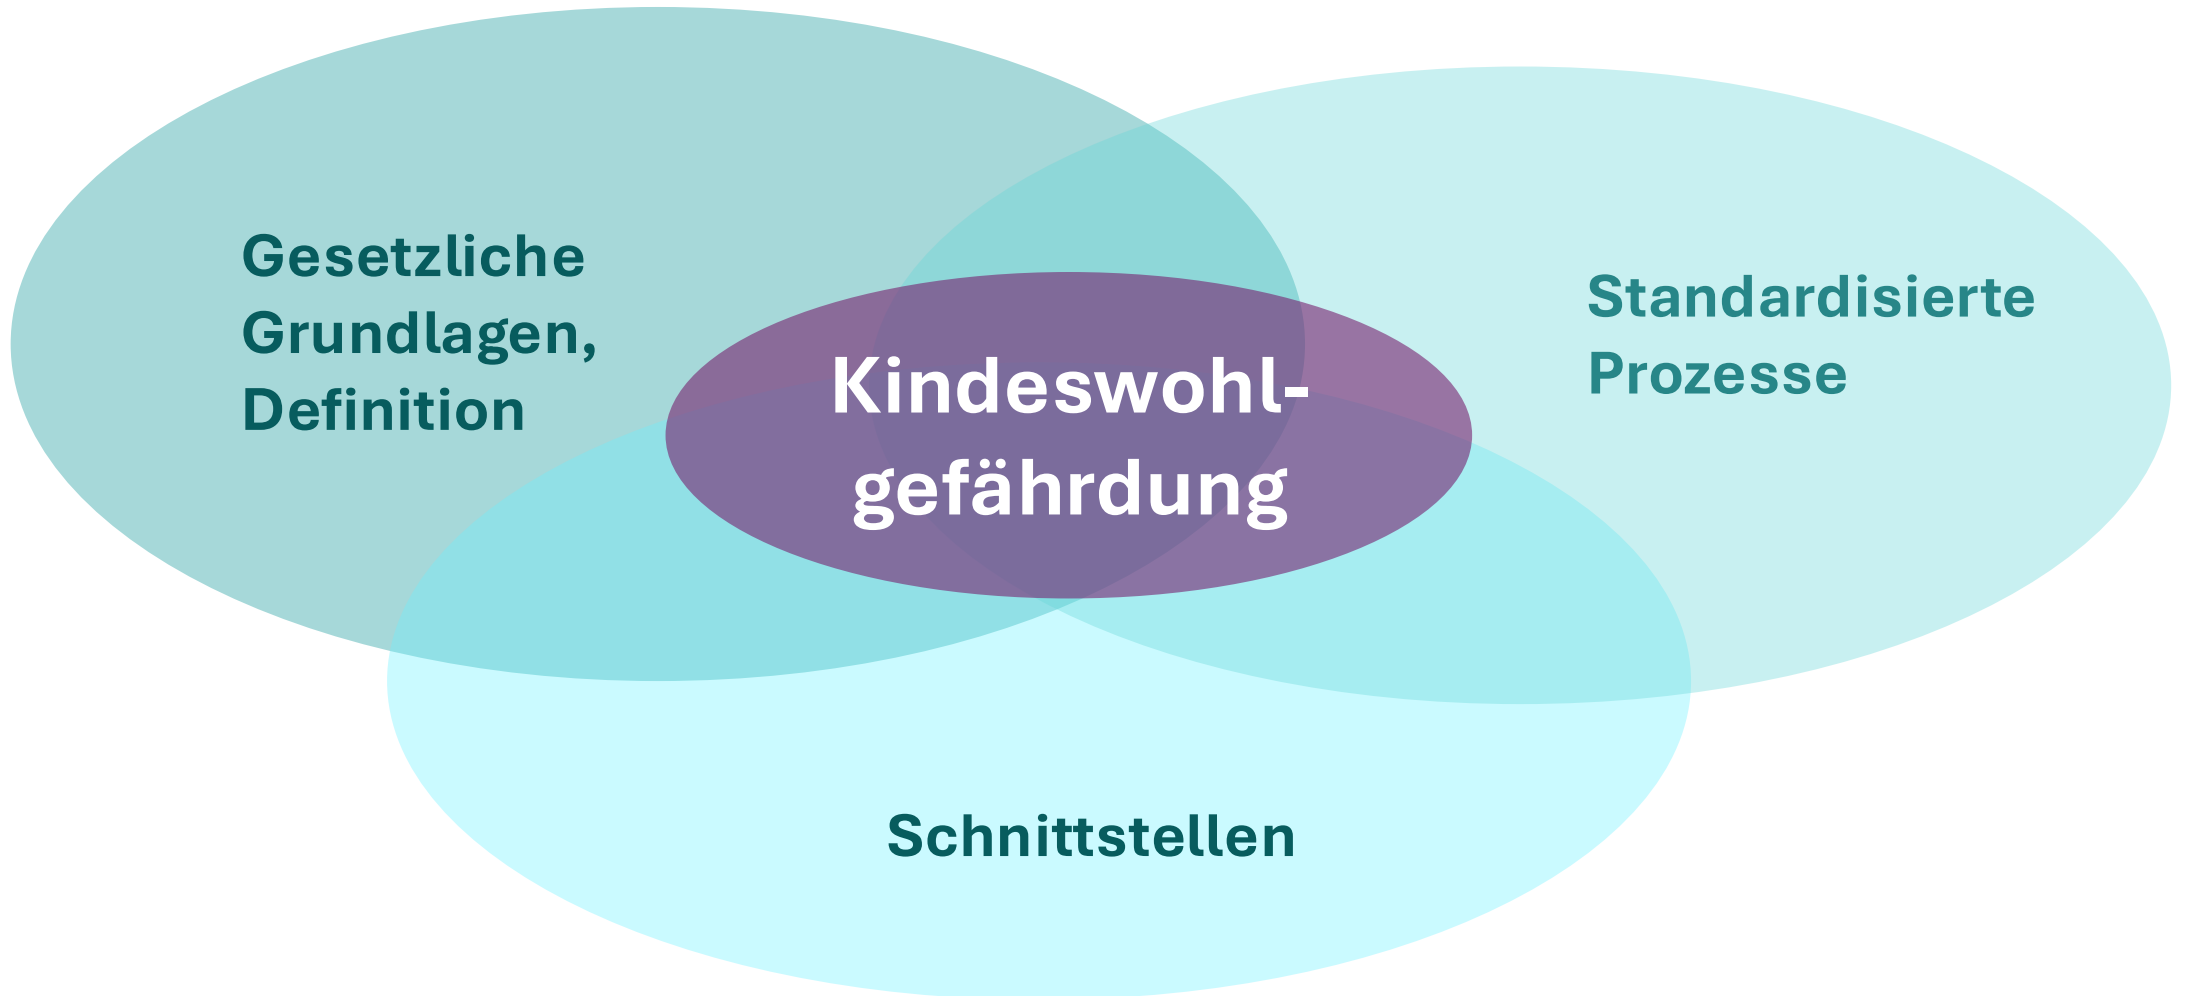 Gesetzliche
Grundlagen,
Definition
Standardisierte
Prozesse
Kindeswohl-
gefährdung
Schnittstellen